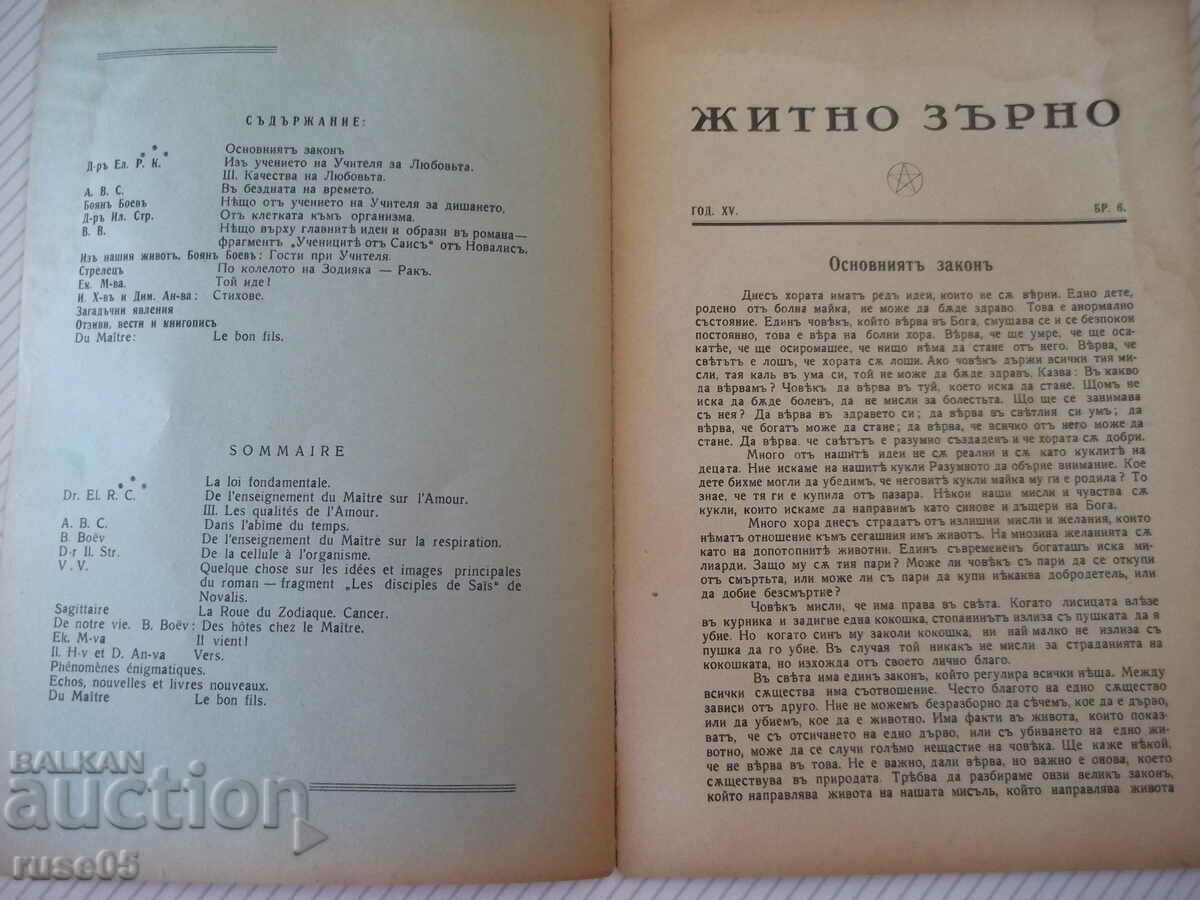 СЪДЪРЖАНИЕ:
Основниятъ законъ
Д-ръ Ел. Р. К. Изъ учението на Учителя за Любовьта.
III. Качества на Любовьта.
А. В. С. Въ бездната на времето.
Боянъ Боевъ Нѣщо отъ учението на Учителя за дишането.
Д-ръ Ил. Стр. Отъ клетката къмъ организма.
В. В. Нѣщо върху главнитѣ идеи и образи въ романа—
фрагментъ „Ученицитѣ отъ Саисъ“ отъ Новалисъ.
Изъ нашия животъ, Боянъ Боевъ: Гости при Учителя.
Стрелецъ По колелото на Зодияка — Ракъ.
Ек. М-ва. Той иде!
И. Х-въ и Дим. Ан-ва: Стихове.
Загадъчни явления
Отзиви, вести и книгописъ
Du Maître: Le bon fils.
SOMMAIRE
La loi fondamentale.
Dr. El. R. C. De l'enseignement du Maître sur l'Amour.
III. Les qualités de l'Amour.
A. B. C. Dans l'abîme du temps.
B. Boëv De l'enseignement du Maître sur la respiration.
D-r Il. Str. De la cellule à l'organisme.
V. V. Quelque chose sur les idées et images principales
du roman — fragment „Les disciples de Saïs“ de
Novalis.
Sagittaire La Roue du Zodiaque. Cancer.
De notre vie. B. Boëv: Des hôtes chez le Maître.
Ek. M-va Il vient!
Il. H-v et D. An-va Vers.
Phénomènes énigmatiques.
Echos, nouvelles et livres nouveaux.
Du Maître Le bon fils.
ЖИТНО ЗЪРНО
ГОД. XV. БР. 6.
Основниятъ законъ
Днесъ хората иматъ редъ идеи, които не сѫ вѣрни. Едно дете,
родено отъ болна майка, не може да бѫде здраво. Това е анормално
състояние. Единъ човѣкъ, който вѣрва въ Бога, смущава се и се безпокои
постоянно, това е вѣра на болни хора. Вѣрва, че ще умре, че ще оса-
катѣе, че ще осиромашее, че нищо нѣма да стане отъ него. Вѣрва, че
свѣтътъ е лошъ, че хората сѫ лоши. Ако човѣкъ държи всички тия ми-
сли, тая каль въ ума си, той не може да бѫде здравъ. Казва: Въ какво
да вѣрвамъ? Човѣкъ да вѣрва въ туй, което иска да стане. Щомъ не
иска да бѫде боленъ, да не мисли за болестьта. Що ще се занимава
съ нея? Да вѣрва въ здравето си; да вѣрва въ свѣтлия си умъ; да
вѣрва, че богатъ може да стане; да вѣрва, че всичко отъ него може да
стане. Да вѣрва, че свѣтътъ е разумно създаденъ и че хората сѫ добри.
Много отъ нашитѣ идеи не сѫ реални и сѫ като куклитѣ на
децата. Ние искаме на нашитѣ кукли Разумното да обърне внимание. Кое
дете бихме могли да убедимъ, че неговитѣ кукли майка му ги е родила? То
знае, че тя ги е купила отъ пазара. Нѣкои наши мисли и чувства сѫ
кукли, които искаме да направимъ като синове и дъщери на Бога.
Много хора днесъ страдатъ отъ излишни мисли и желания, които
нѣматъ отношение къмъ сегашния имъ животъ. На мнозина желанията сѫ
като на допотопнитѣ животни. Единъ съвремененъ богаташъ иска ми-
лиарди. Защо му сѫ тия пари? Може ли човѣкъ съ пари да се откупи
отъ смъртьта, или може ли съ пари да купи нѣкаква добродетель, или
да добие безсмъртие?
Човѣкъ мисли, че има права въ свѣта. Когато лисицата влѣзе
въ курника и задигне една кокошка, стопанинътъ излиза съ пушката да я
убие. Но когато синъ му заколи кокошка, ни най малко не излиза съ
пушка да го убие. Въ случая той никакъ не мисли за страданията на
кокошката, но изхожда отъ своето лично благо.
Въ свѣта има единъ законъ, който регулира всички нѣща. Между
всички сѫщества има съотношение. Често благото на едно сѫщество
зависи отъ друго. Ние не можемъ безразборно да сѣчемъ, кое да е дърво,
или да убиемъ, кое да е животно. Има факти въ живота, които показ-
ватъ, че съ отсичането на едно дърво, или съ убиването на едно жи-
вотно, може да се случи голѣмо нещастие на човѣка. Ще каже нѣкой,
че не вѣрва въ това. Не е важно, дали вѣрва, но важно е онова, което
сѫществува въ природата. Трѣбва да разбираме онзи великъ законъ,
който направлява живота на нашата мисъль, който направлява живота
BALKAN
auction
ruse05